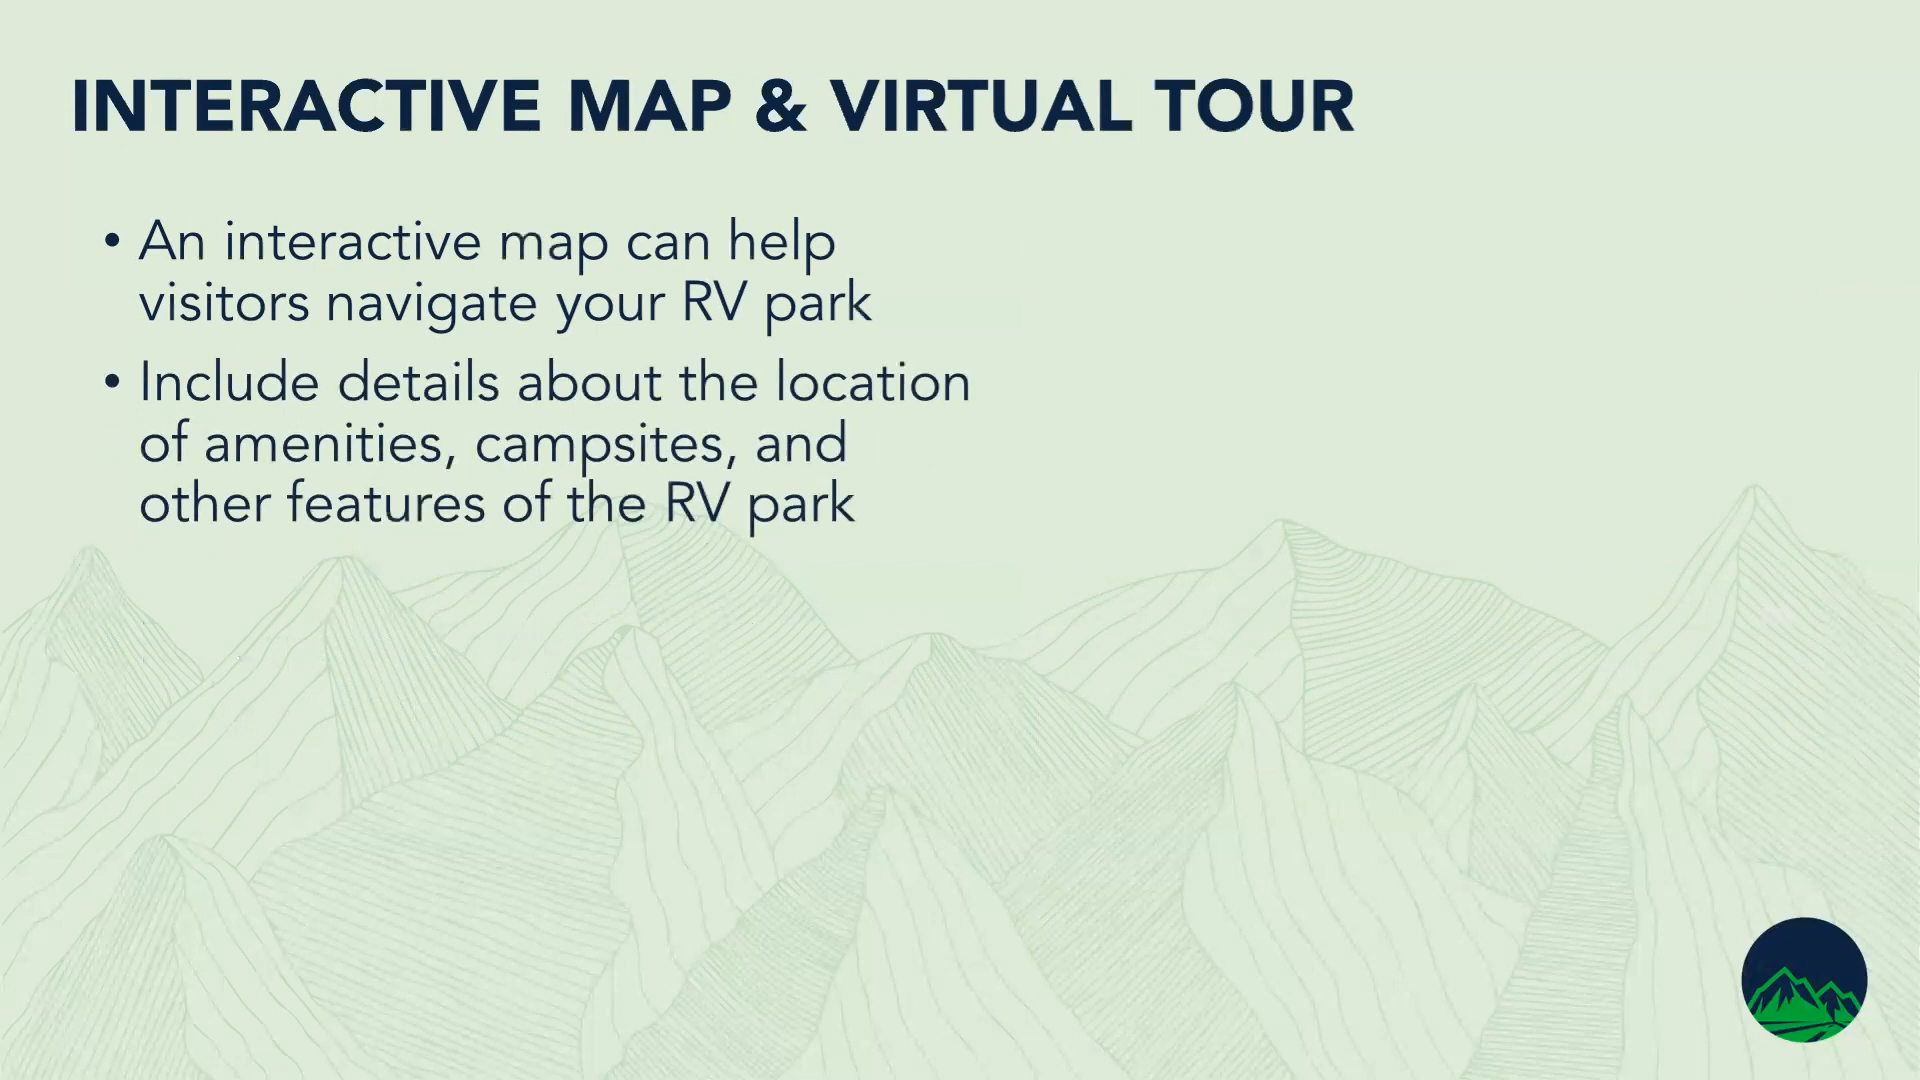 INTERACTIVE MAP & VIRTUAL TOUR
• An interactive map can help
visitors navigate your RV park
• Include details about the location
of amenities, campsites, and
other features of the RV park